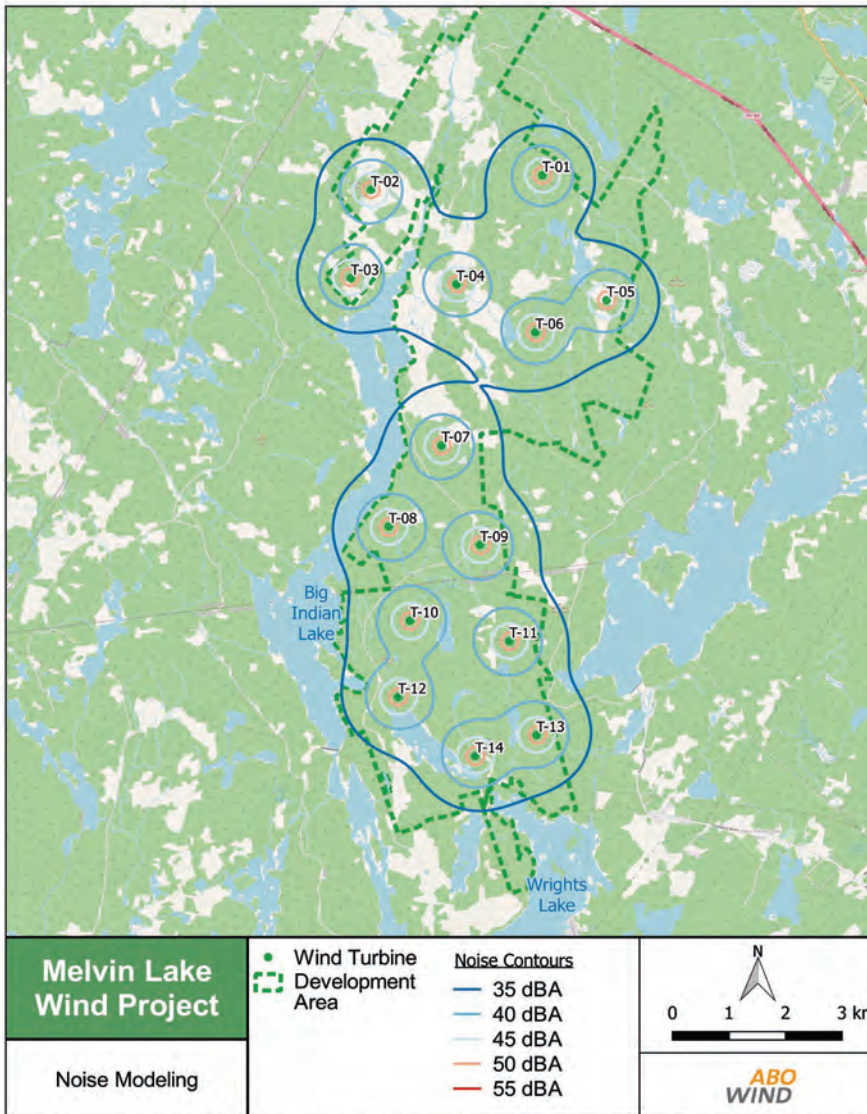 T-01
T-02
T-03
T-04
T-05
T-06
T-07
T-08
T-09
Big
Indian
Lake
T-10
T-11
T-12
T-13
T-14
Wrights
Lake
Melvin Lake
Wind Project
Noise Modeling
Wind Turbine
Development
Area
Noise Contours
35 dBA
40 dBA
45 dBA
50 dBA
55 dBA
N
0 1 2 3 km
ABO
WIND